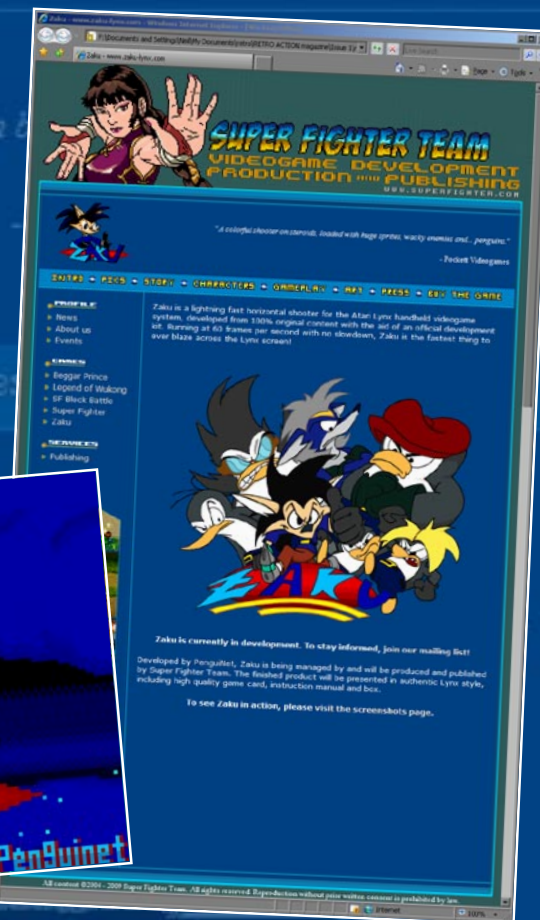 Zaku - www.zaku-lynx.com - Windows Internet Explorer
Live Search
Zaku - www.zaku-lynx.com
Page
Tools
SUPER FIGHTER TEAM
VIDEOGAME DEVELOPMENT
PRODUCTION AND PUBLISHING
WWW.SUPERFIGHTER.COM
ZAKU
"A colorful shooter on steroids, loaded with huge sprites, wacky enemies and... penguins."
- Pockett Videogames
INTRO PICS STORY CHARACTERS GAMEPLAY ART PRESS BUY THE GAME
PROFILE
News
About us
Events
GAMES
Beggar Prince
Legend of Wukong
SF Block Battle
Super Fighter
Zaku
SERVICES
Publishing
Zaku is a lightning fast horizontal shooter for the Atari Lynx handheld videogame
system, developed from 100% original content with the aid of an official development
kit. Running at 60 frames per second with no slowdown, Zaku is the fastest thing to
ever blaze across the Lynx screen!
ZAKU
Zaku is currently in development. To stay informed, join our mailing list!
Developed by PenguiNet, Zaku is being managed by and will be produced and published
by Super Fighter Team. The finished product will be presented in authentic Lynx style,
including high quality game card, instruction manual and box.
To see Zaku in action, please visit the screenshots page.
Penguinet
All content ©2004 - 2009 Super Fighter Team. All rights reserved. Reproduction without prior written consent is prohibited by law.
Internet
100%